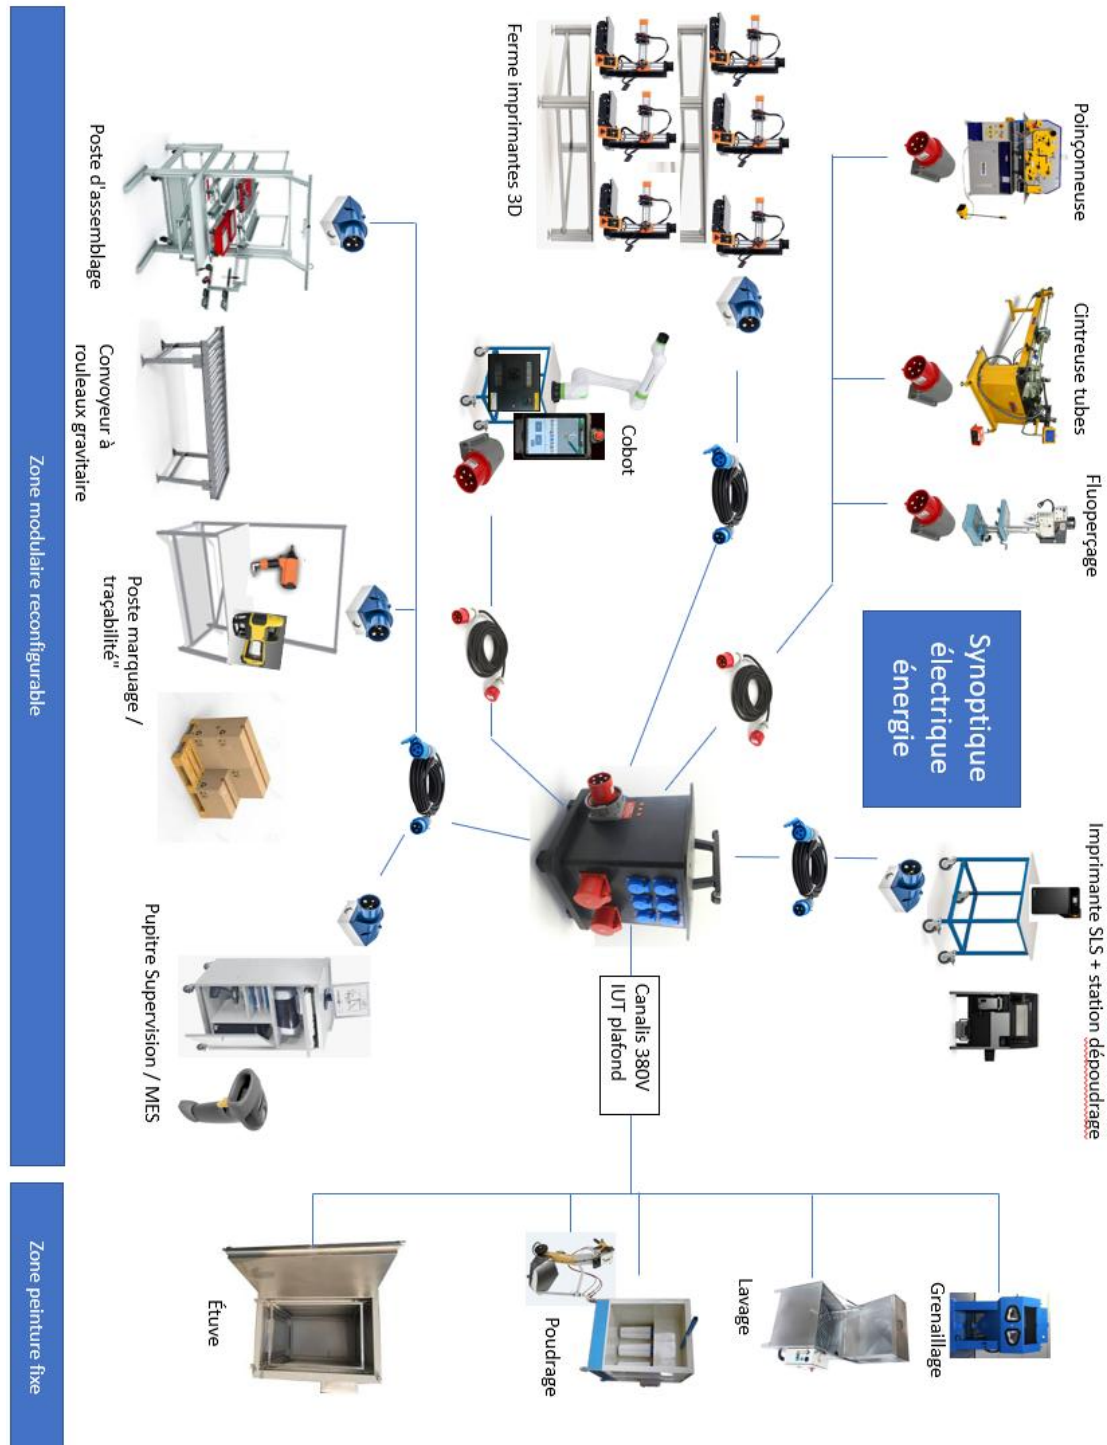 Synoptique
électrique
énergie
Poinçonneuse
Cintreuse tubes
Fluoperçage
Imprimante SLS + station dépoudrage
Ferme imprimantes 3D
Cobot
Canalis 380V
IUT plafond
Poste d'assemblage
Convoyeur à
rouleaux gravitaire
Poste marquage /
traçabilité"
Pupitre Supervision / MES
Grenaillage
Lavage
Poudrage
Étuve
Zone modulaire reconfigurable
Zone peinture fixe